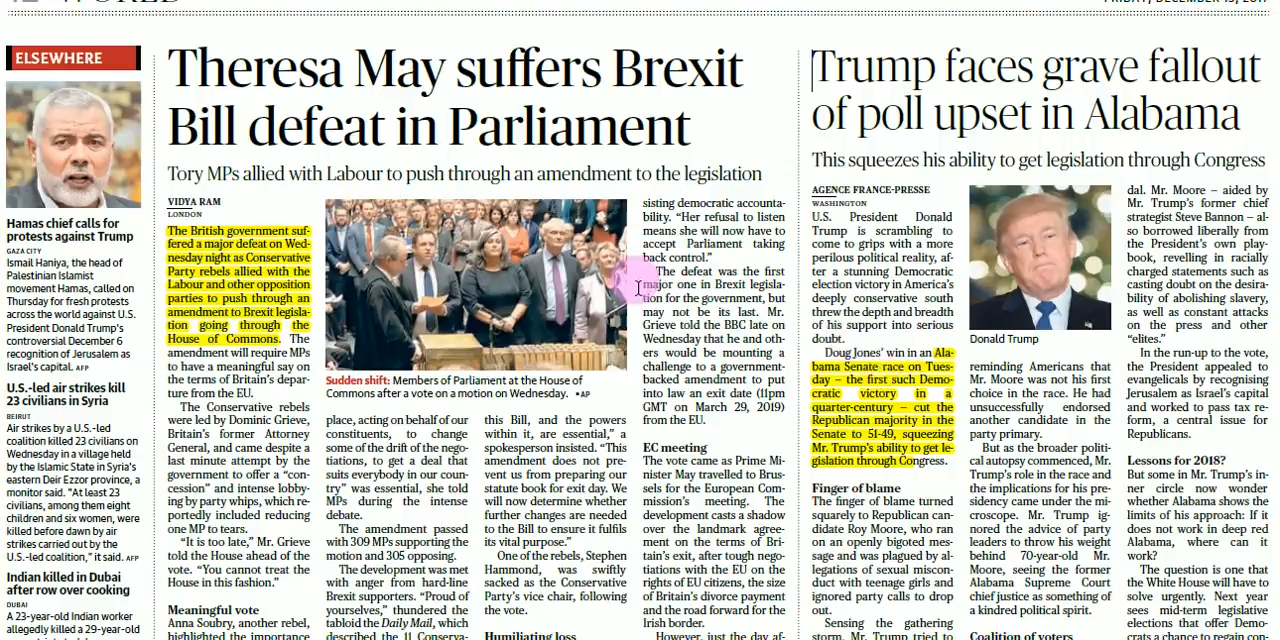 WORLD
FRIDAY, DECEMBER 15, 2017
ELSEWHERE
Hamas chief calls for
protests against Trump
GAZA CITY
Ismail Haniya, the head of
Palestinian Islamist
movement Hamas, called on
Thursday for fresh protests
across the world against U.S.
President Donald Trump's
controversial December 6
recognition of Jerusalem as
Israel's capital. AFP
U.S.-led air strikes kill
23 civilians in Syria
BEIRUT
Air strikes by a U.S.-led
coalition killed 23 civilians on
Wednesday in a village held
by the Islamic State in Syria's
eastern Deir Ezzor province, a
monitor said. "At least 23
civilians, among them eight
children and six women, were
killed before dawn by air
strikes carried out by the
U.S.-led coalition," it said. AFP
Indian killed in Dubai
after row over cooking
DUBAI
A 23-year-old Indian worker
allegedly killed a 29-year-old
Theresa May suffers Brexit
Bill defeat in Parliament
Tory MPs allied with Labour to push through an amendment to the legislation
VIDYA RAM
LONDON
The British government suf-
fered a major defeat on Wed-
nesday night as Conservative
Party rebels allied with the
Labour and other opposition
parties to push through an
amendment to Brexit legisla-
tion going through the
House of Commons. The
amendment will require MPs
to have a meaningful say on
the terms of Britain's depar-
ture from the EU.
The Conservative rebels
were led by Dominic Grieve,
Britain's former Attorney
General, and came despite a
last minute attempt by the
government to offer a "con-
cession" and intense lobby-
ing by party whips, which re-
portedly included reducing
one MP to tears.
"It is too late," Mr. Grieve
told the House ahead of the
vote. "You cannot treat the
House in this fashion."
Meaningful vote
Anna Soubry, another rebel,
highlighted the importance
Sudden shift: Members of Parliament at the House of
Commons after a vote on a motion on Wednesday. •AP
place, acting on behalf of our
constituents, to change
some of the drift of the nego-
tiations, to get a deal that
suits everybody in our coun-
try" was essential, she told
MPs during the intense
debate.
The amendment passed
with 309 MPs supporting the
motion and 305 opposing.
The development was met
with anger from hard-line
Brexit supporters. "Proud of
yourselves," thundered the
tabloid the Daily Mail, which
described the 11 Conserva-
this Bill, and the powers
within it, are essential," a
spokesperson insisted. "This
amendment does not pre-
vent us from preparing our
statute book for exit day. We
will now determine whether
further changes are needed
to the Bill to ensure it fulfils
its vital purpose."
One of the rebels, Stephen
Hammond, was swiftly
sacked as the Conservative
Party's vice chair, following
the vote.
Humiliating loss
sisting democratic accounta-
bility. "Her refusal to listen
means she will now have to
accept Parliament taking
back control."
The defeat was the first
major one in Brexit legisla-
tion for the government, but
may not be its last. Mr.
Grieve told the BBC late on
Wednesday that he and oth-
ers would be mounting a
challenge to a government-
backed amendment to put
into law an exit date (11pm
GMT on March 29, 2019)
from the EU.
EC meeting
The vote came as Prime Mi-
nister May travelled to Brus-
sels for the European Com-
mission's meeting. The
development casts a shadow
over the landmark agree-
ment on the terms of Bri-
tain's exit, after tough nego-
tiations with the EU on the
rights of EU citizens, the size
of Britain's divorce payment
and the road forward for the
Irish border.
However, just the day af-
Trump faces grave fallout
of poll upset in Alabama
This squeezes his ability to get legislation through Congress
AGENCE FRANCE-PRESSE
WASHINGTON
U.S. President Donald
Trump is scrambling to
come to grips with a more
perilous political reality, af-
ter a stunning Democratic
election victory in America's
deeply conservative south
threw the depth and breadth
of his support into serious
doubt.
Doug Jones' win in an Ala-
bama Senate race on Tues-
day – the first such Demo-
cratic victory in a
quarter-century – cut the
Republican majority in the
Senate to 51-49, squeezing
Mr. Trump's ability to get le-
gislation through Congress.
Finger of blame
The finger of blame turned
squarely to Republican can-
didate Roy Moore, who ran
on an openly bigoted mes-
sage and was plagued by al-
legations of sexual miscon-
duct with teenage girls and
ignored party calls to drop
out.
Sensing the gathering
storm, Mr. Trump tried to
Donald Trump
reminding Americans that
Mr. Moore was not his first
choice in the race. He had
unsuccessfully endorsed
another candidate in the
party primary.
But as the broader politi-
cal autopsy commenced, Mr.
Trump's role in the race and
the implications for his pre-
sidency came under the mi-
croscope. Mr. Trump ig-
nored the advice of party
leaders to throw his weight
behind 70-year-old Mr.
Moore, seeing the former
Alabama Supreme Court
chief justice as something of
a kindred political spirit.
Coalition of voters
dal. Mr. Moore – aided by
Mr. Trump's former chief
strategist Steve Bannon – al-
so borrowed liberally from
the President's own play-
book, revelling in racially
charged statements such as
casting doubt on the desira-
bility of abolishing slavery,
as well as constant attacks
on the press and other
"elites."
In the run-up to the vote,
the President appealed to
evangelicals by recognising
Jerusalem as Israel's capital
and worked to pass tax re-
form, a central issue for
Republicans.
Lessons for 2018?
But some in Mr. Trump's in-
ner circle now wonder
whether Alabama shows the
limits of his approach: If it
does not work in deep red
Alabama, where can it
work?
The question is one that
the White House will have to
solve urgently. Next year
sees mid-term legislative
elections that offer Demo-
crats a chance to regain con-